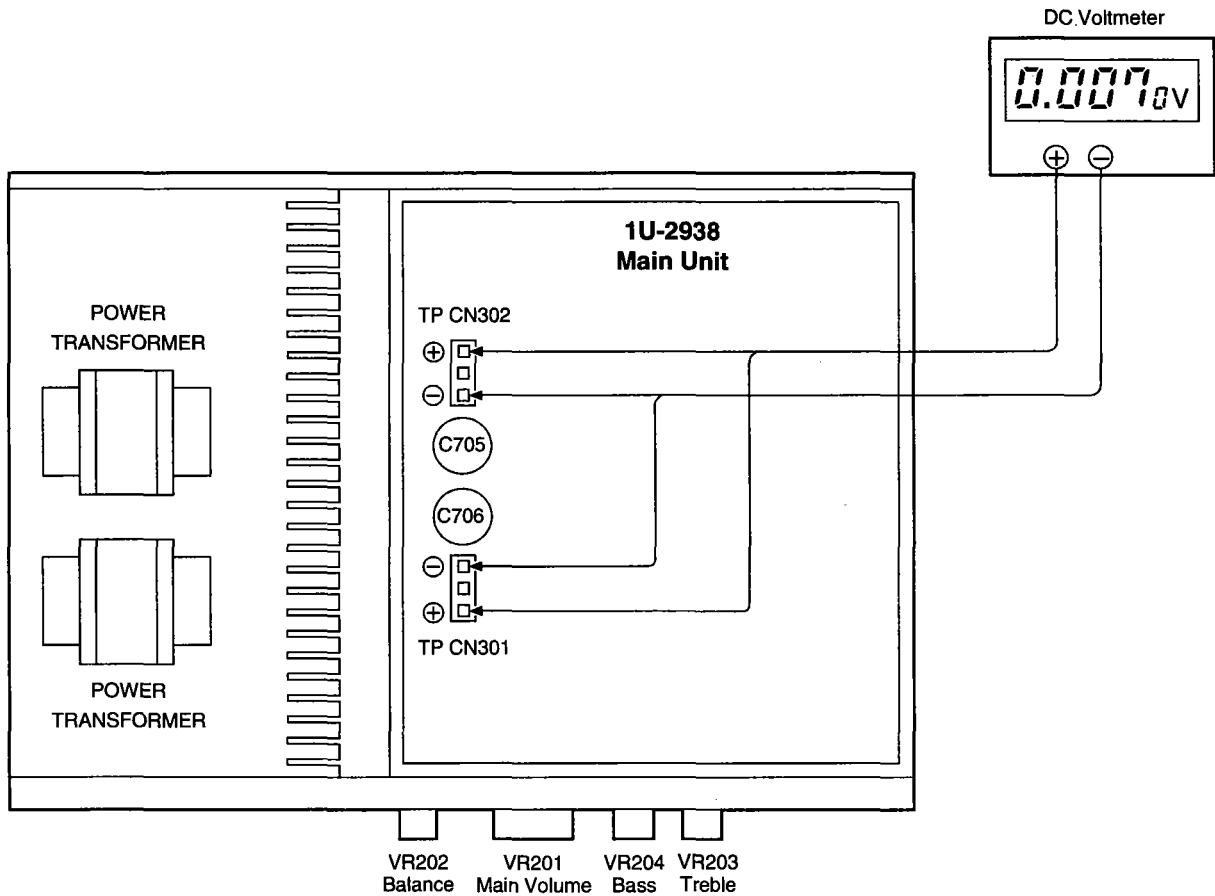 DC.Voltmeter
0.0070V
⊕ ⊖
1U-2938
Main Unit
POWER
TRANSFORMER
TP CN302
⊕
⊖
C705
C706
⊖
⊕
TP CN301
POWER
TRANSFORMER
VR202
Balance
VR201
Main Volume
VR204
Bass
VR203
Treble